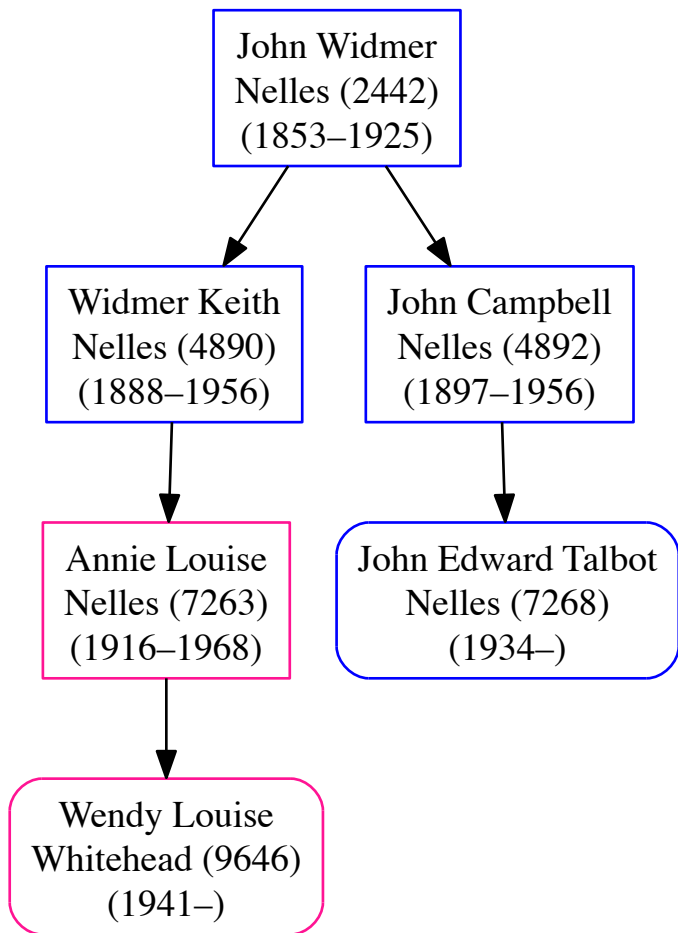 John Widmer
Nelles (2442)
(1853–1925)
Widmer Keith
Nelles (4890)
(1888–1956)
John Campbell
Nelles (4892)
(1897–1956)
Annie Louise
Nelles (7263)
(1916–1968)
John Edward Talbot
Nelles (7268)
(1934–)
Wendy Louise
Whitehead (9646)
(1941–)